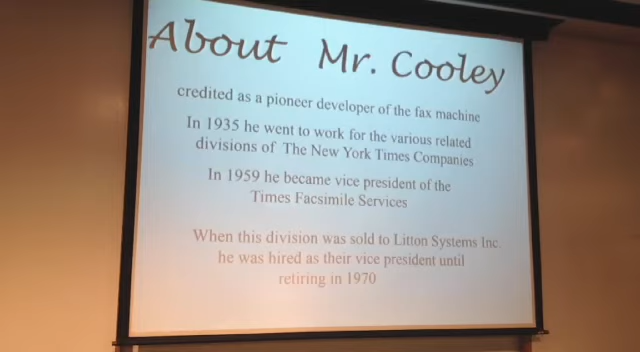 About Mr. Cooley
credited as a pioneer developer of the fax machine
In 1935 he went to work for the various related
divisions of The New York Times Companies
In 1959 he became vice president of the
Times Facsimile Services
When this division was sold to Litton Systems Inc.
he was hired as their vice president until
retiring in 1970